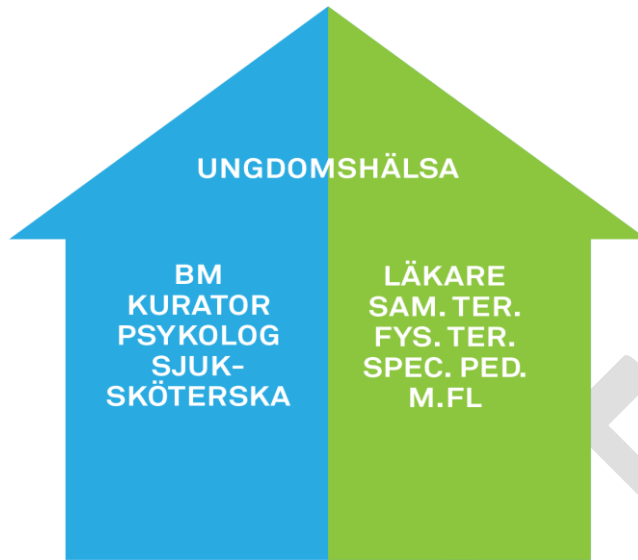 UNGDOMSHÄLSA
BM
KURATOR
PSYKOLOG
SJUK-
SKÖTERSKA
LÄKARE
SAM. TER.
FYS. TER.
SPEC. PED.
M.FL